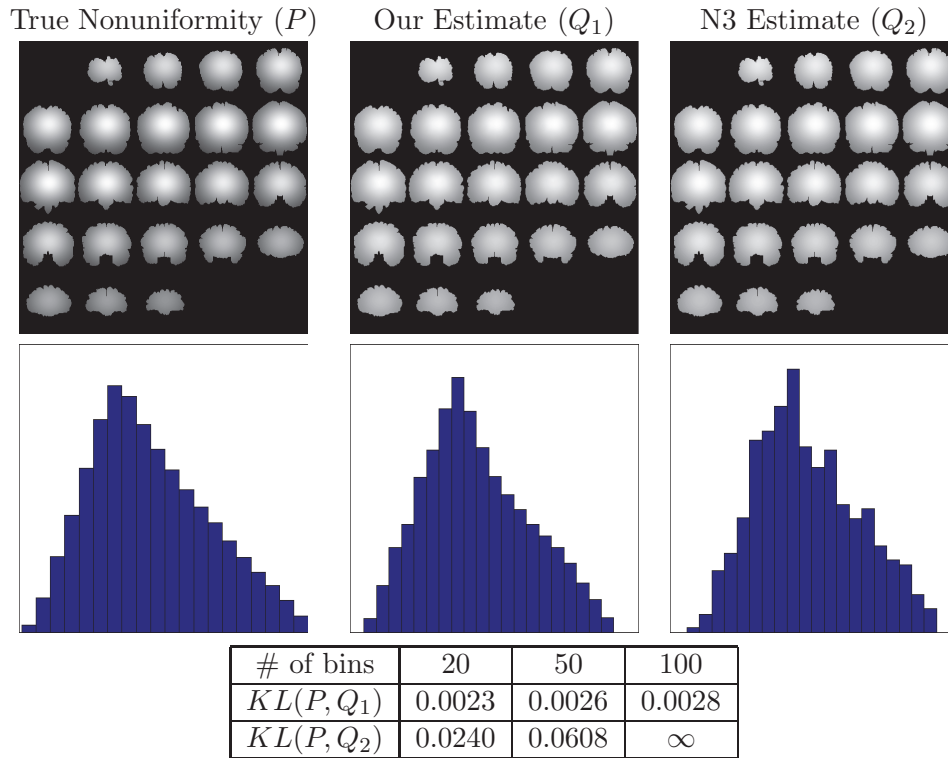 True Nonuniformity (P) Our Estimate (Q₁) N3 Estimate (Q₂)
# of bins 20 50 100
KL(P, Q₁) 0.0023 0.0026 0.0028
KL(P, Q₂) 0.0240 0.0608 ∞